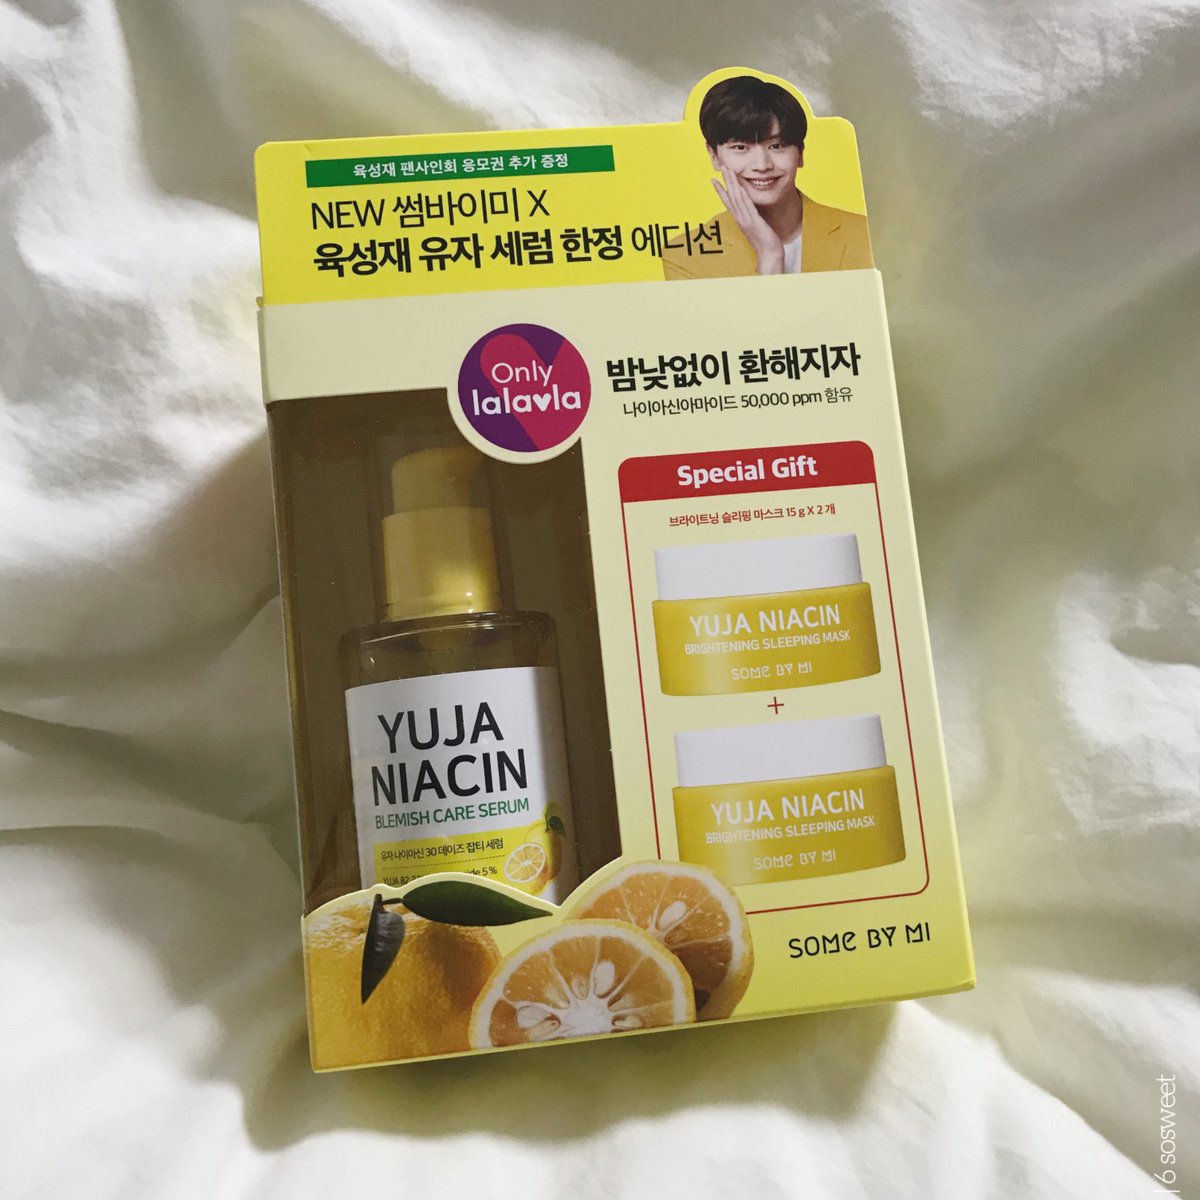 육성재 팬사인회 응모권 추가 증정
NEW 썸바이미 X
육성재 유자 세럼 한정 에디션
Only
lalavla
밤낮없이 환해지자
나이아신아마이드 50,000 ppm 함유
Special Gift
브라이트닝 슬리핑 마스크 15 g X 2 개
YUJA NIACIN
BRIGHTENING SLEEPING MASK
SOME BY MI
+
YUJA NIACIN
BRIGHTENING SLEEPING MASK
SOME BY MI
YUJA
NIACIN
BLEMISH CARE SERUM
유자 나이아신 30 데이즈 잡티 세럼
YUJA 82 5%
SOME BY MI
6 sosweet